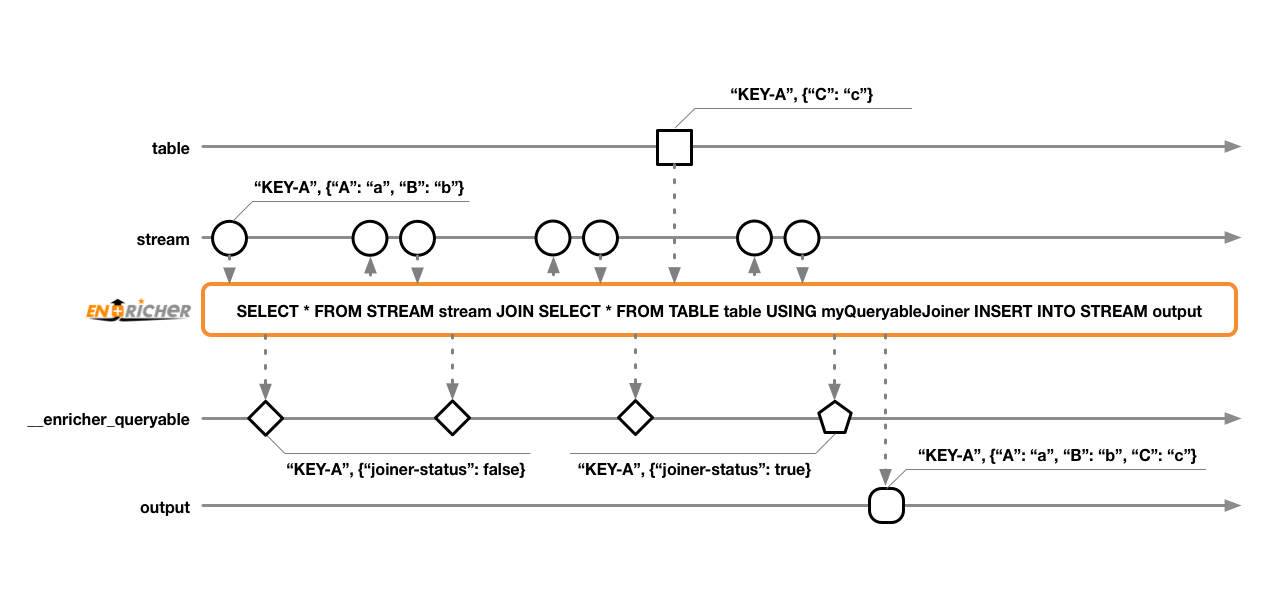 “KEY-A”, {“C”: “c”}
table
“KEY-A”, {“A”: “a”, “B”: “b”}
stream
ENRICHER
SELECT * FROM STREAM stream JOIN SELECT * FROM TABLE table USING myQueryableJoiner INSERT INTO STREAM output
__enricher_queryable
“KEY-A”, {“joiner-status”: false}
“KEY-A”, {“joiner-status”: true}
“KEY-A”, {“A”: “a”, “B”: “b”, “C”: “c”}
output